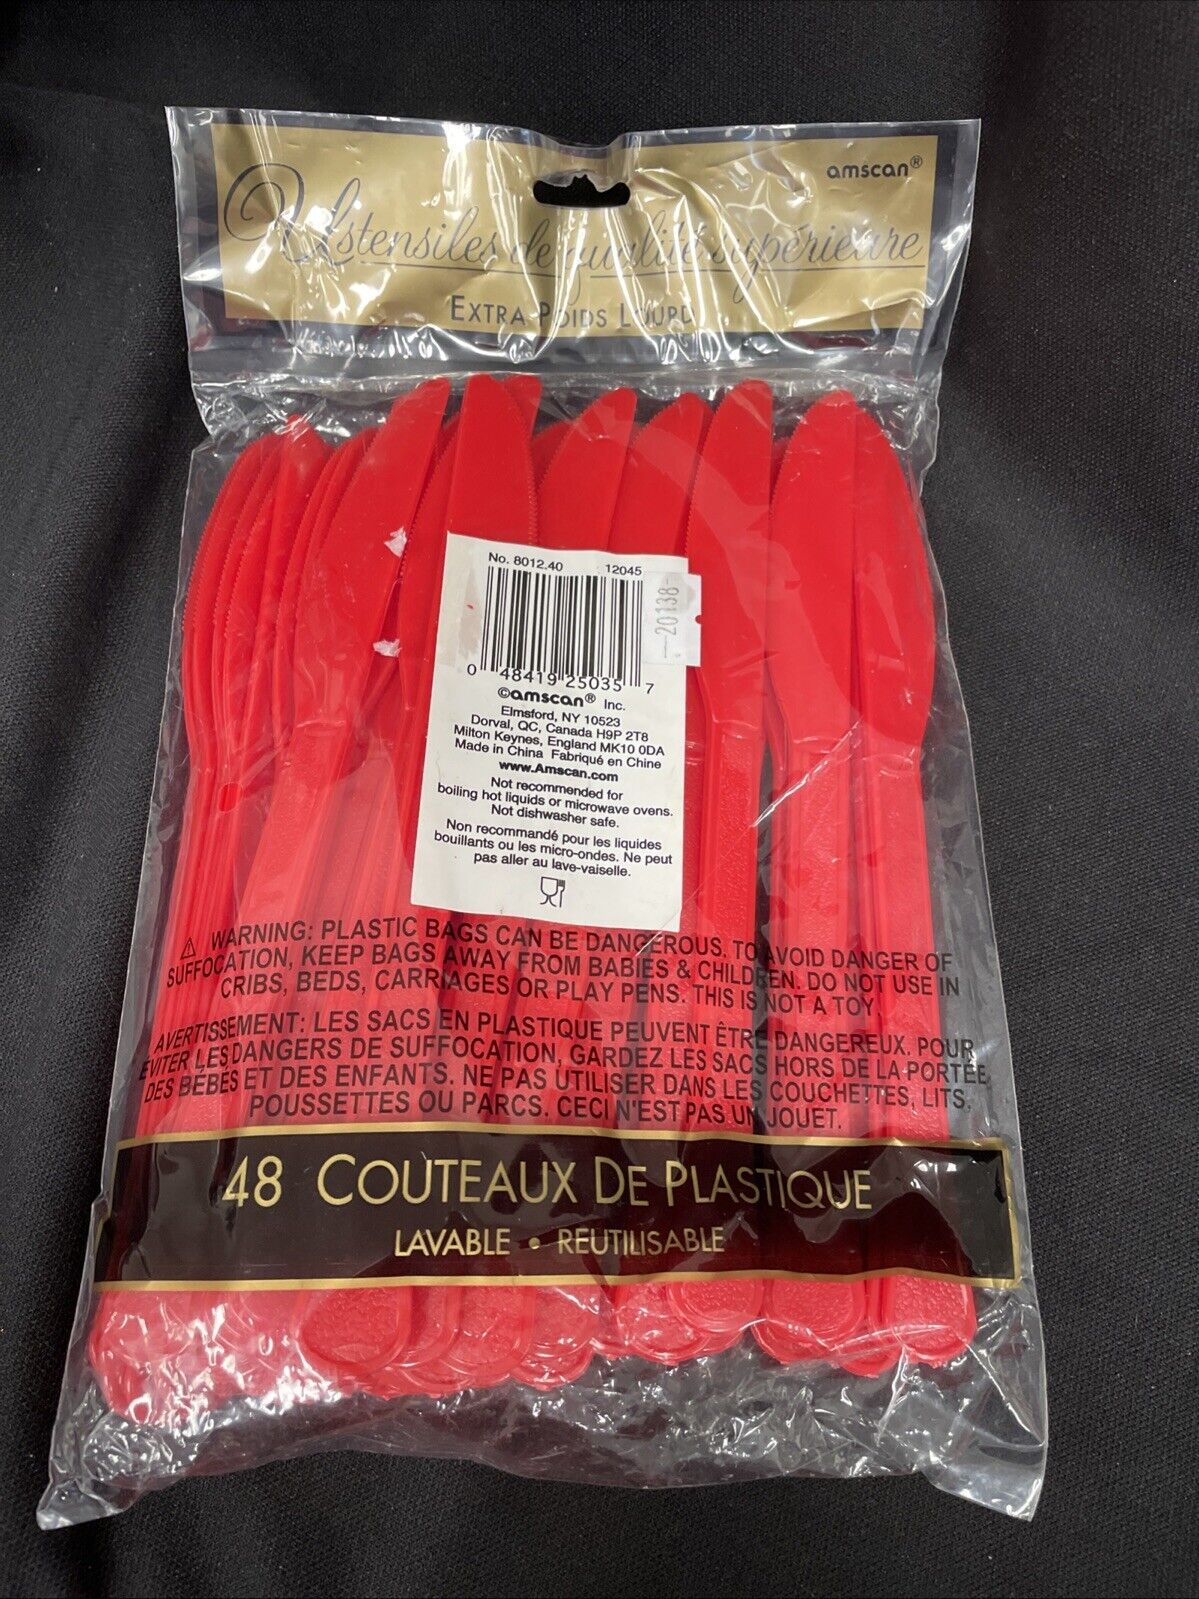 amscan®
Ustensiles de qualité supérieure
EXTRA POIDS LOURD
No. 8012.40 12045
—20138-
0 48419 25035 7
©amscan® Inc.
Elmsford, NY 10523
Dorval, QC, Canada H9P 2T8
Milton Keynes, England MK10 0DA
Made in China Fabriqué en Chine
www.Amscan.com
Not recommended for
boiling hot liquids or microwave ovens.
Not dishwasher safe.
Non recommandé pour les liquides
bouillants ou les micro-ondes. Ne peut
pas aller au lave-vaiselle.
WARNING: PLASTIC BAGS CAN BE DANGEROUS. TO AVOID DANGER OF
SUFFOCATION, KEEP BAGS AWAY FROM BABIES & CHILDREN. DO NOT USE IN
CRIBS, BEDS, CARRIAGES OR PLAY PENS. THIS IS NOT A TOY.
AVERTISSEMENT: LES SACS EN PLASTIQUE PEUVENT ÊTRE DANGEREUX. POUR
ÉVITER LES DANGERS DE SUFFOCATION, GARDEZ LES SACS HORS DE LA PORTÉE
DES BÉBÉS ET DES ENFANTS. NE PAS UTILISER DANS LES COUCHETTES, LITS,
POUSSETTES OU PARCS. CECI N'EST PAS UN JOUET.
48 COUTEAUX DE PLASTIQUE
LAVABLE • REUTILISABLE